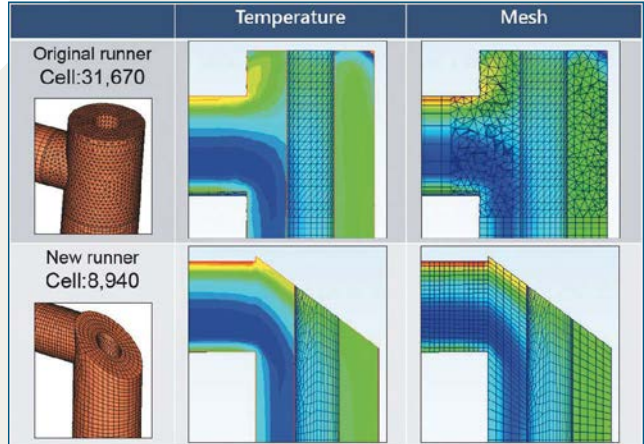 Temperature
Mesh
Original runner
Cell:31,670
New runner
Cell:8,940